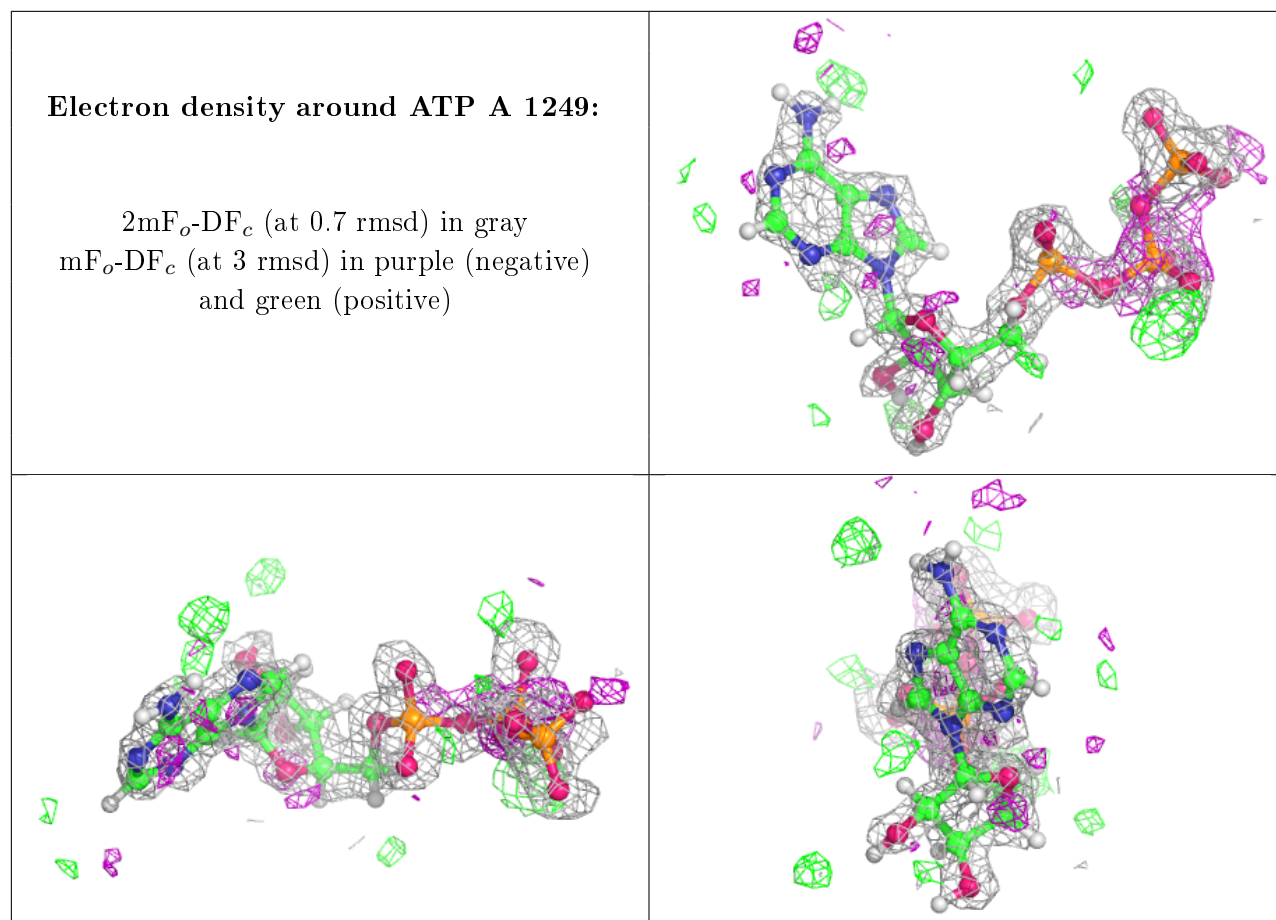 Electron density around ATP A 1249:
2mFo-DFc (at 0.7 rmsd) in gray
mFo-DFc (at 3 rmsd) in purple (negative)
and green (positive)